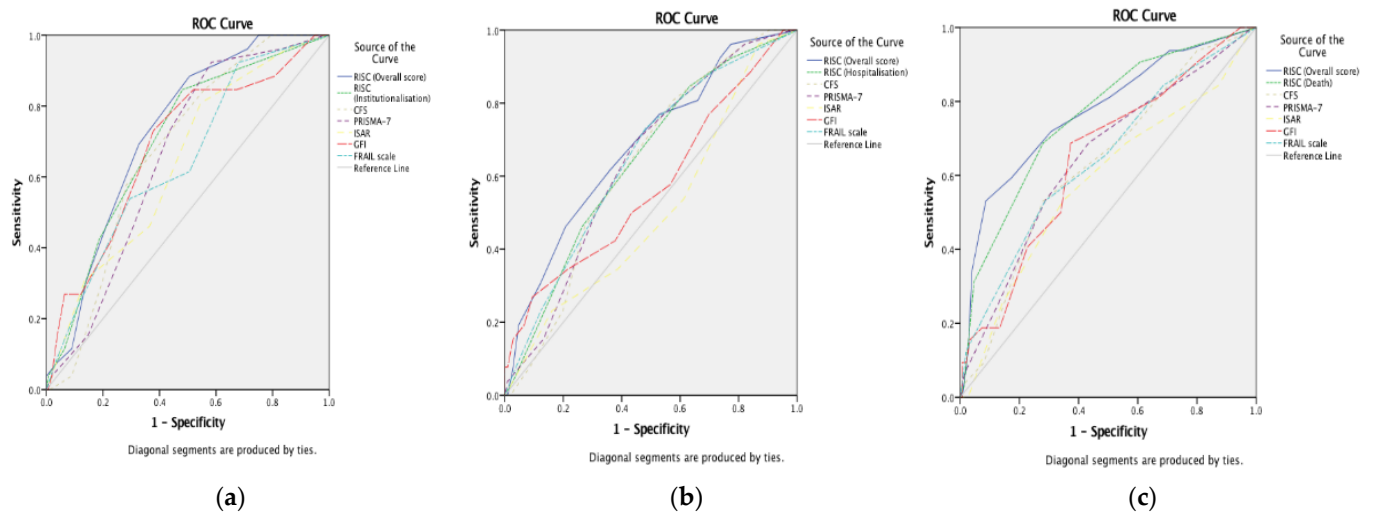 ROC Curve
1.0
0.8
0.6
0.4
0.2
0.0
Sensitivity
0.0 0.2 0.4 0.6 0.8 1.0
1 - Specificity
Diagonal segments are produced by ties.
Source of the
Curve
RISC (Overall score)
RISC
(Institutionalisation)
CFS
PRISMA-7
ISAR
GFI
FRAIL scale
Reference Line
(a)
ROC Curve
1.0
0.8
0.6
0.4
0.2
0.0
Sensitivity
0.0 0.2 0.4 0.6 0.8 1.0
1 - Specificity
Diagonal segments are produced by ties.
Source of the Curve
RISC (Overall score)
RISC (Hospitalisation)
CFS
PRISMA-7
ISAR
GFI
FRAIL scale
Reference Line
(b)
ROC Curve
1.0
0.8
0.6
0.4
0.2
0.0
Sensitivity
0.0 0.2 0.4 0.6 0.8 1.0
1 - Specificity
Diagonal segments are produced by ties.
Source of the
Curve
RISC (Overall score)
RISC (Death)
CFS
PRISMA-7
ISAR
GFI
FRAIL scale
Reference Line
(c)